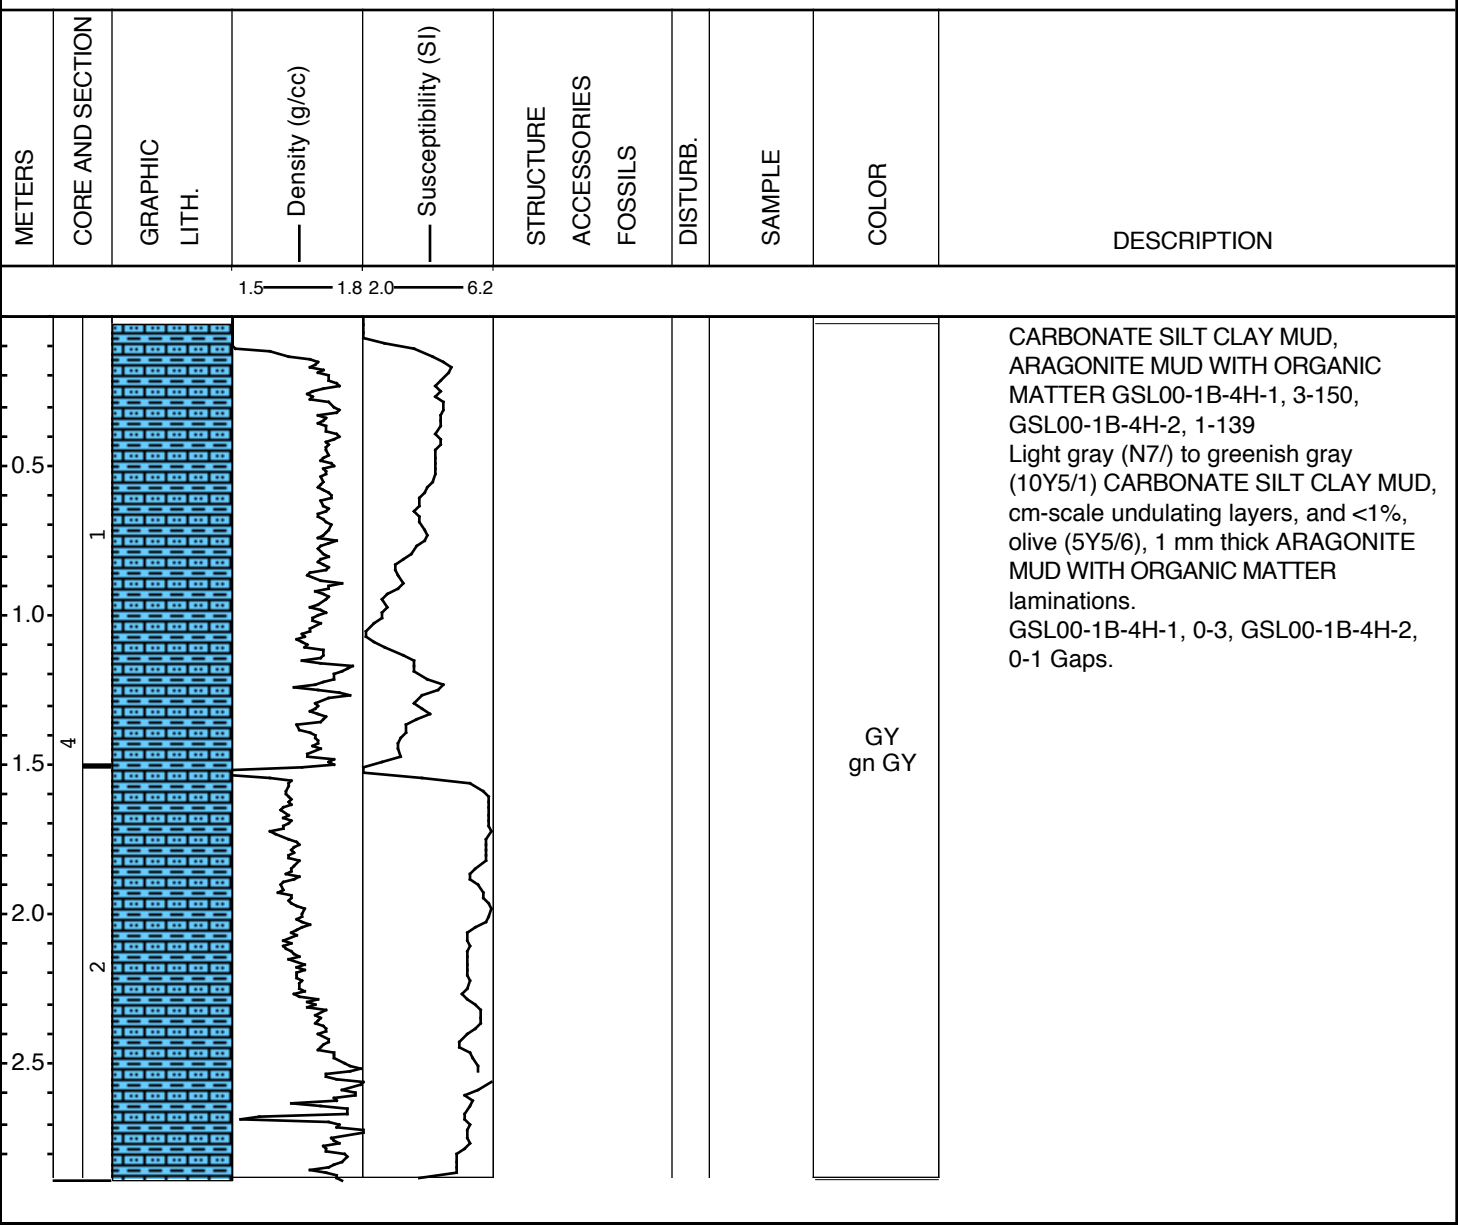 METERS
CORE AND SECTION
GRAPHIC
LITH.
Density (g/cc)
Susceptibility (SI)
STRUCTURE
ACCESSORIES
FOSSILS
DISTURB.
SAMPLE
COLOR
DESCRIPTION
1.5 1.8 2.0 6.2
CARBONATE SILT CLAY MUD,
ARAGONITE MUD WITH ORGANIC
MATTER GSL00-1B-4H-1, 3-150,
GSL00-1B-4H-2, 1-139
Light gray (N7/) to greenish gray
(10Y5/1) CARBONATE SILT CLAY MUD,
cm-scale undulating layers, and <1%,
olive (5Y5/6), 1 mm thick ARAGONITE
MUD WITH ORGANIC MATTER
laminations.
GSL00-1B-4H-1, 0-3, GSL00-1B-4H-2,
0-1 Gaps.
0.5
1
1.0
4
1.5
GY
gn GY
2.0
2
2.5